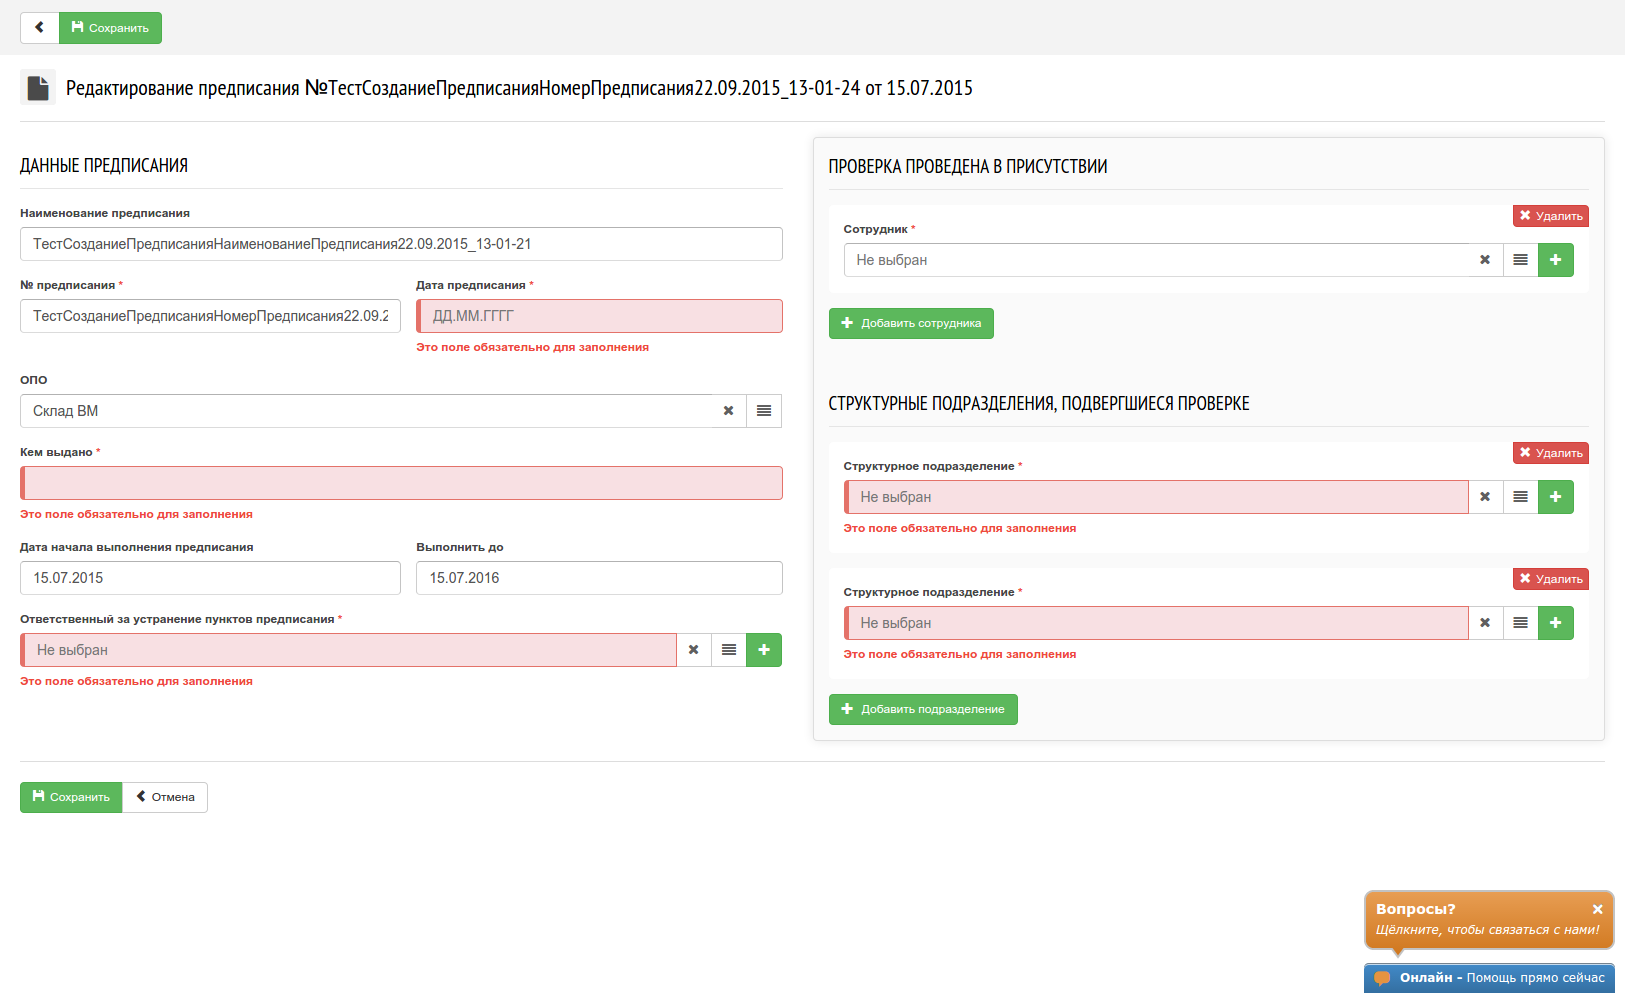 Сохранить
Редактирование предписания №ТестСозданиеПредписанияНомерПредписания22.09.2015_13-01-24 от 15.07.2015
ДАННЫЕ ПРЕДПИСАНИЯ
Наименование предписания
ТестСозданиеПредписанияНаименованиеПредписания22.09.2015_13-01-21
№ предписания *
Дата предписания *
ТестСозданиеПредписанияНомерПредписания22.09.2
ДД.ММ.ГГГГ
Это поле обязательно для заполнения
ОПО
Склад ВМ
Кем выдано *
Это поле обязательно для заполнения
Дата начала выполнения предписания
Выполнить до
15.07.2015
15.07.2016
Ответственный за устранение пунктов предписания *
Не выбран
Это поле обязательно для заполнения
ПРОВЕРКА ПРОВЕДЕНА В ПРИСУТСТВИИ
Удалить
Сотрудник *
Не выбран
Добавить сотрудника
СТРУКТУРНЫЕ ПОДРАЗДЕЛЕНИЯ, ПОДВЕРГШИЕСЯ ПРОВЕРКЕ
Удалить
Структурное подразделение *
Не выбран
Это поле обязательно для заполнения
Удалить
Структурное подразделение *
Не выбран
Это поле обязательно для заполнения
Добавить подразделение
Сохранить
Отмена
Вопросы?
Щёлкните, чтобы связаться с нами!
Онлайн - Помощь прямо сейчас